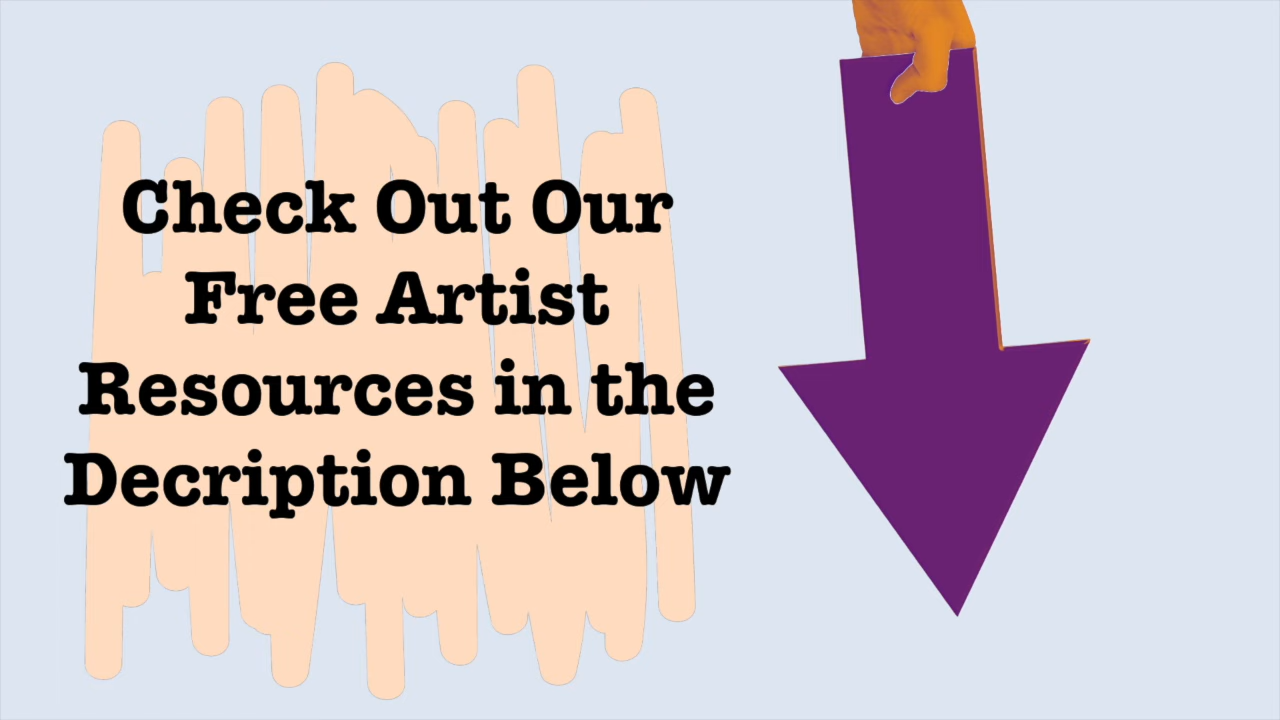 Check Out Our
Free Artist
Resources in the
Decription Below